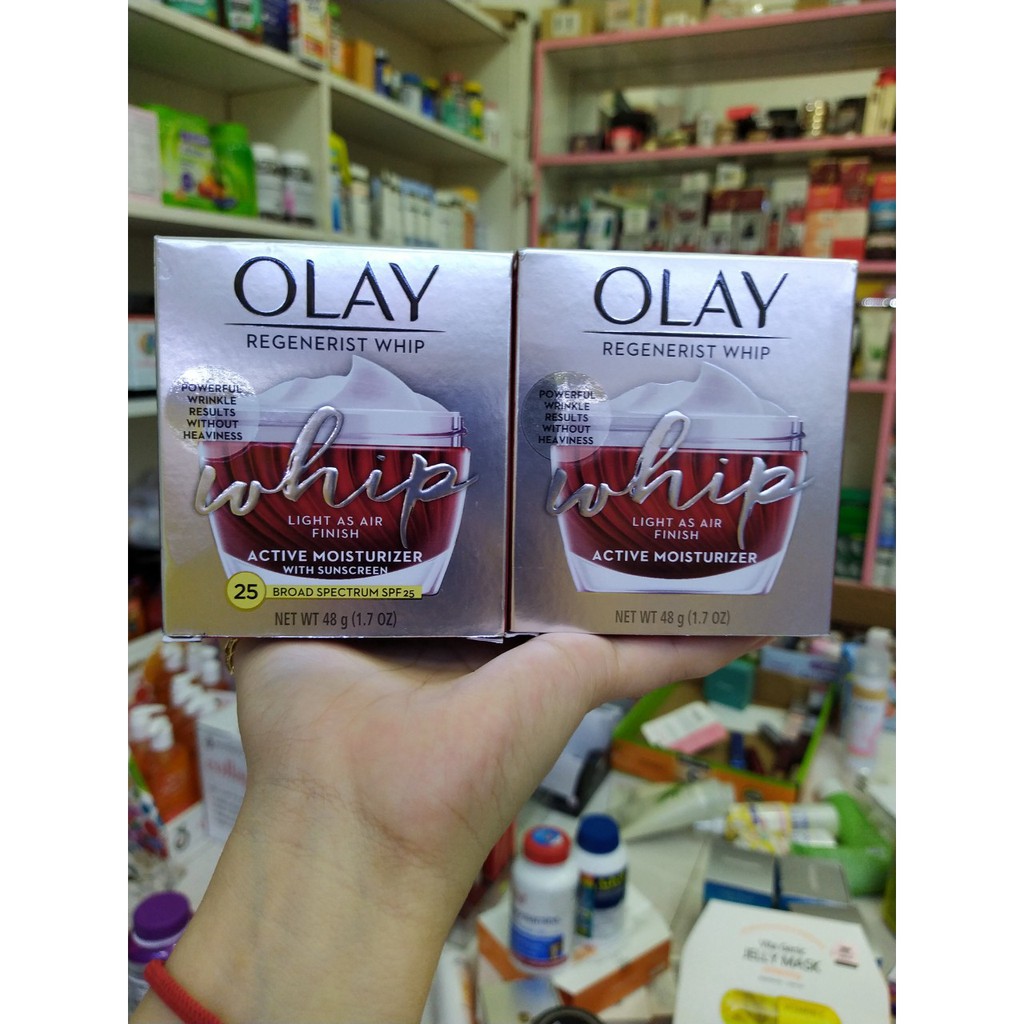 OLAY
REGENERIST WHIP
POWERFUL
WRINKLE
RESULTS
WITHOUT
HEAVINESS
whip
LIGHT AS AIR
FINISH
ACTIVE MOISTURIZER
WITH SUNSCREEN
25 BROAD SPECTRUM SPF 25
NET WT 48 g (1.7 OZ)
OLAY
REGENERIST WHIP
POWERFUL
WRINKLE
RESULTS
WITHOUT
HEAVINESS
whip
LIGHT AS AIR
FINISH
ACTIVE MOISTURIZER
NET WT 48 g (1.7 OZ)
JELLY MASK